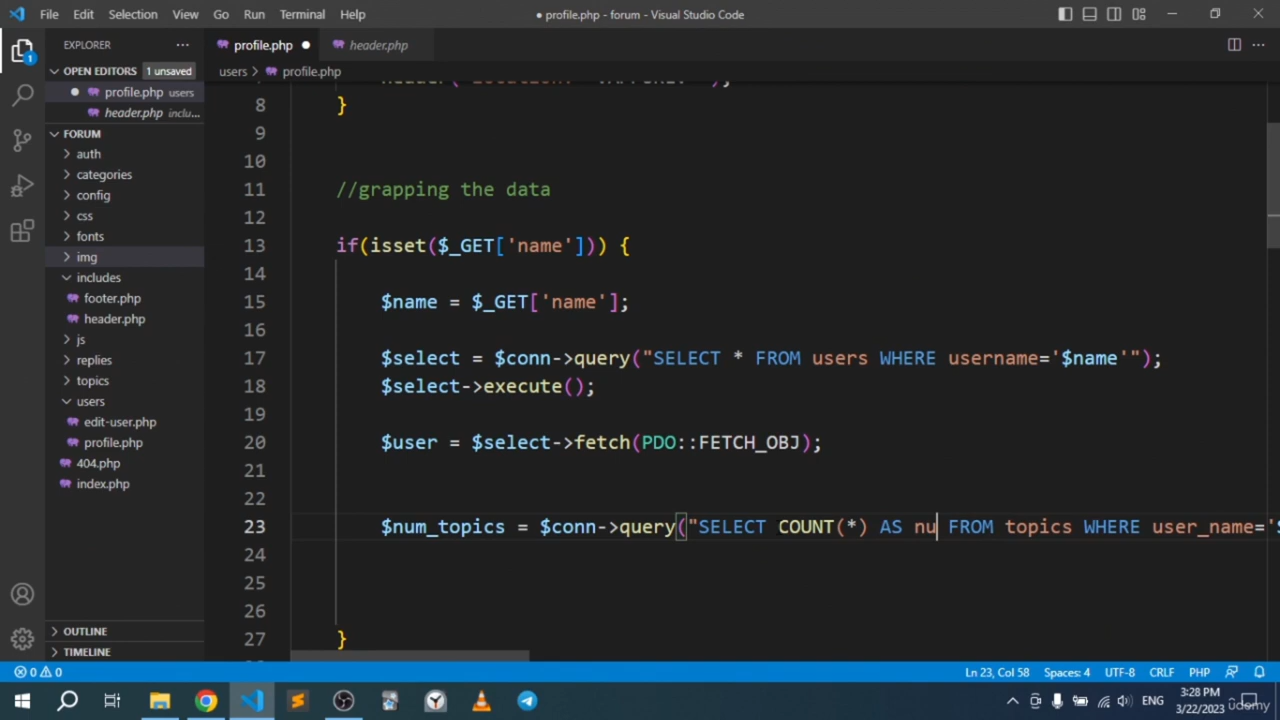 File Edit Selection View Go Run Terminal Help
● profile.php - forum - Visual Studio Code
EXPLORER
OPEN EDITORS 1 unsaved
profile.php users
header.php inclu...
FORUM
auth
categories
config
css
fonts
img
includes
footer.php
header.php
js
replies
topics
users
edit-user.php
profile.php
404.php
index.php
OUTLINE
TIMELINE
profile.php
header.php
users > profile.php
8 }
9
10
11 //grapping the data
12
13 if(isset($_GET['name'])) {
14
15 $name = $_GET['name'];
16
17 $select = $conn->query("SELECT * FROM users WHERE username='$name'");
18 $select->execute();
19
20 $user = $select->fetch(PDO::FETCH_OBJ);
21
22
23 $num_topics = $conn->query("SELECT COUNT(*) AS nu FROM topics WHERE user_name='$
24
25
26
27 }
1
0 0
Ln 23, Col 58 Spaces: 4 UTF-8 CRLF PHP
ENG
3:28 PM
3/22/2023
udemy